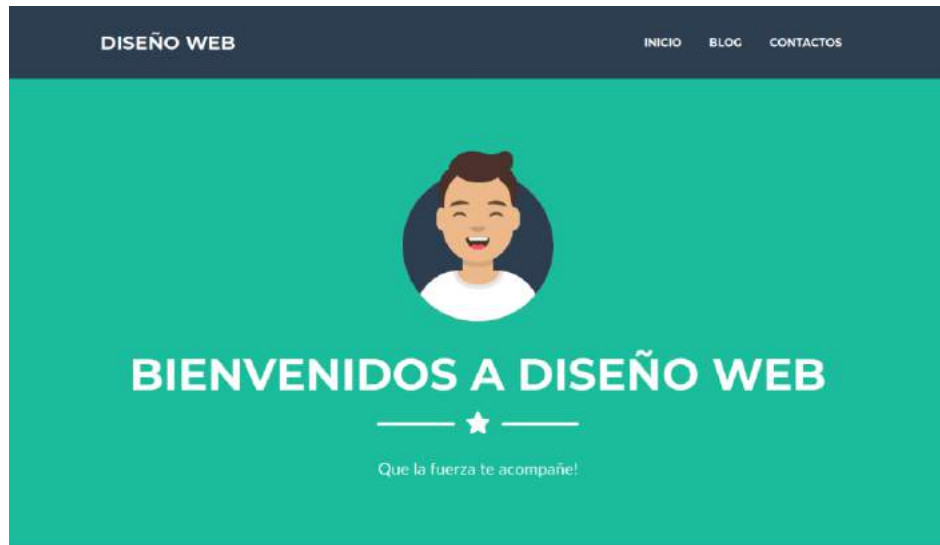 DISEÑO WEB
INICIO BLOG CONTACTOS
BIENVENIDOS A DISEÑO WEB
Que la fuerza te acompañe!